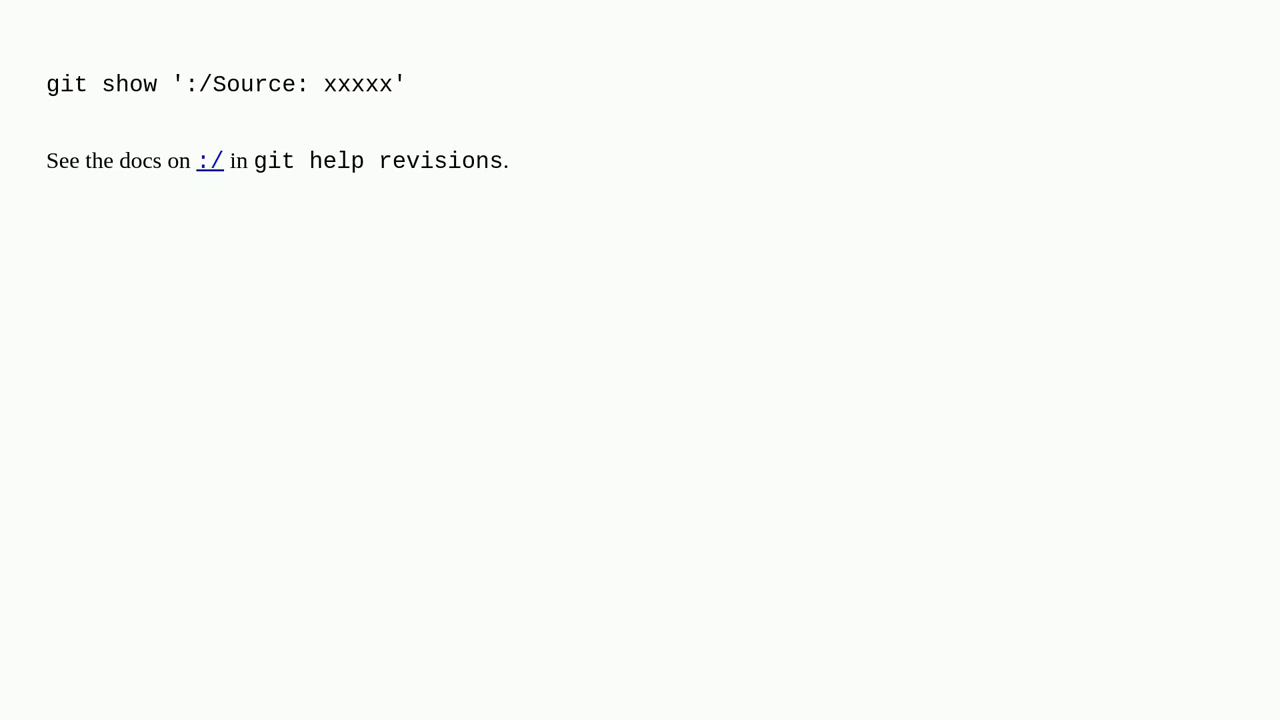 git show ':/Source: xxxxx'
See the docs on :/ in git help revisions.